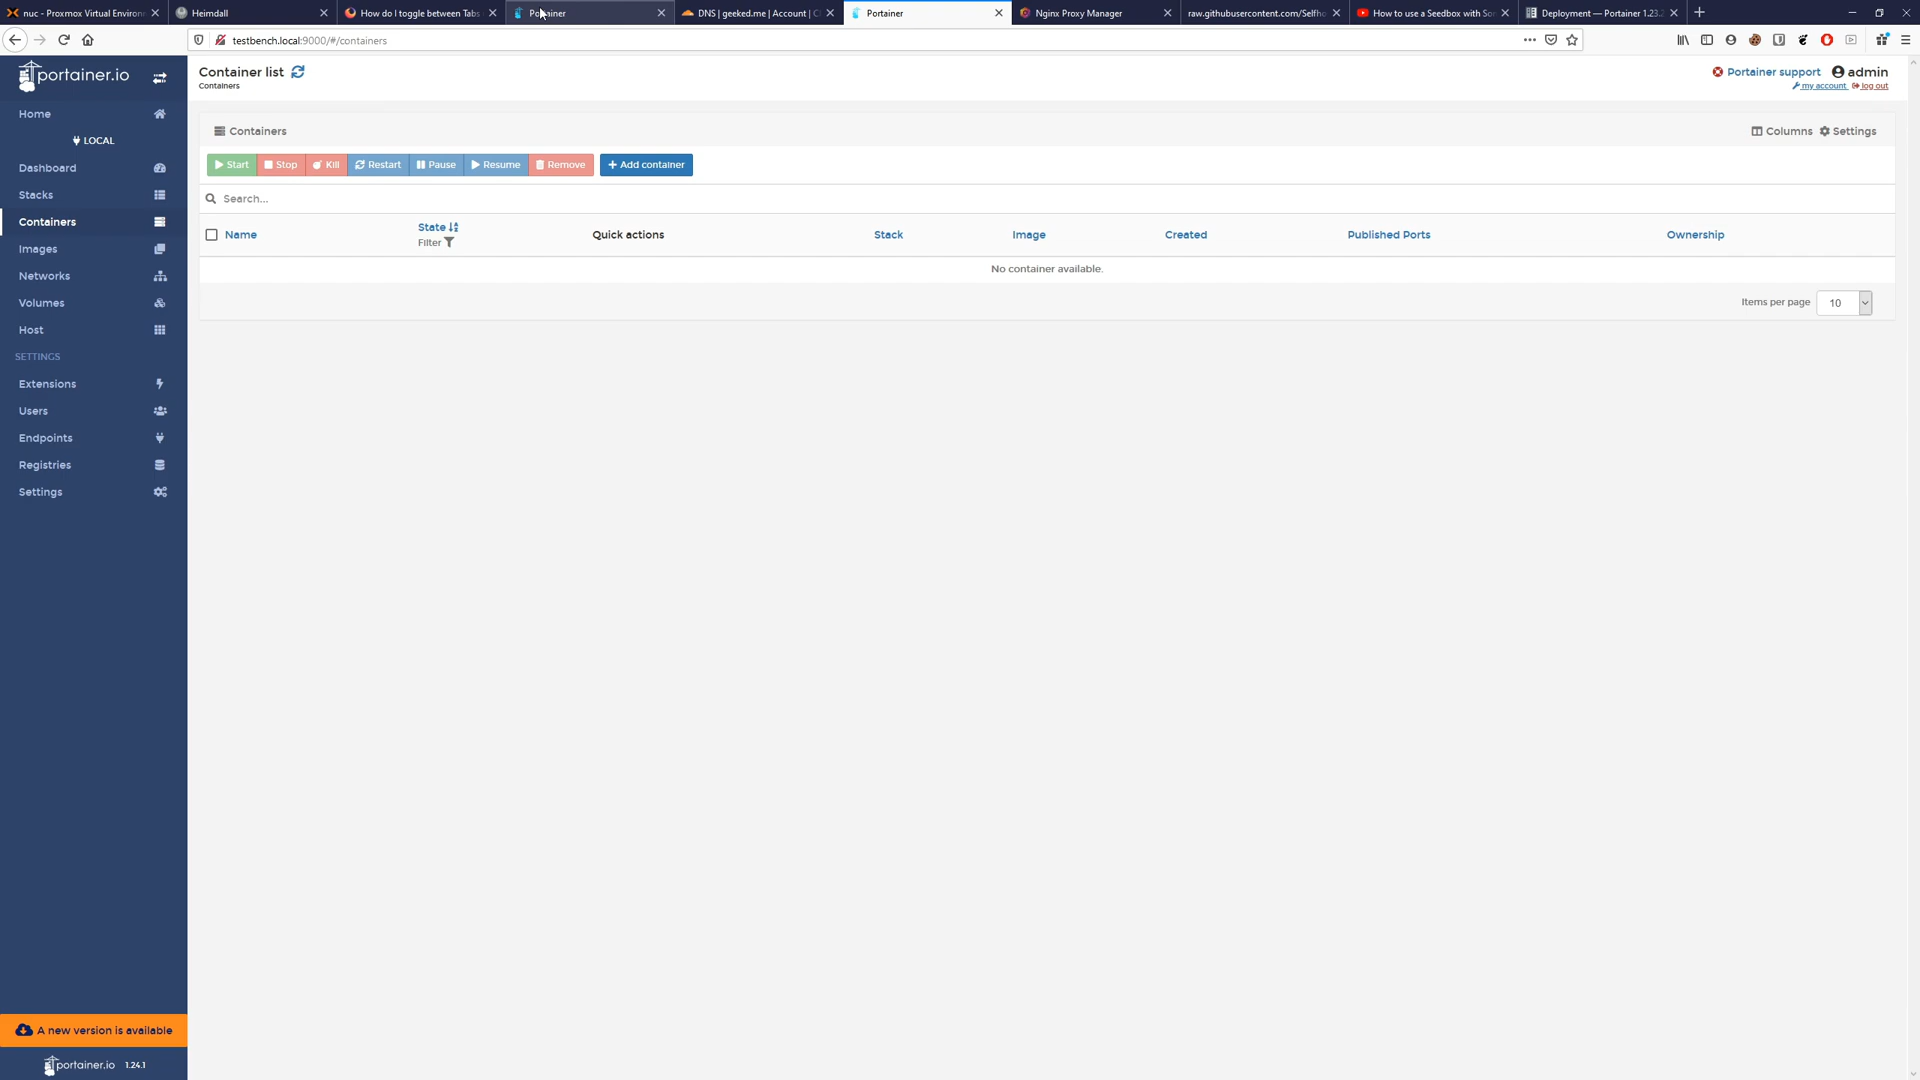 nuc - Proxmox Virtual Environ
Heimdall
How do I toggle between Tabs
Portainer
DNS | geeked.me | Account | C
Portainer
Nginx Proxy Manager
raw.githubusercontent.com/Selfho
How to use a Seedbox with So
Deployment — Portainer 1.23.
testbench.local:9000/#/containers
portainer.io
Container list
Containers
Portainer support
admin
my account
log out
Home
LOCAL
Dashboard
Stacks
Containers
Images
Networks
Volumes
Host
SETTINGS
Extensions
Users
Endpoints
Registries
Settings
Containers
Columns
Settings
Start
Stop
Kill
Restart
Pause
Resume
Remove
Add container
Search...
Name
State
Filter
Quick actions
Stack
Image
Created
Published Ports
Ownership
No container available.
Items per page
10
A new version is available
portainer.io 1.24.1